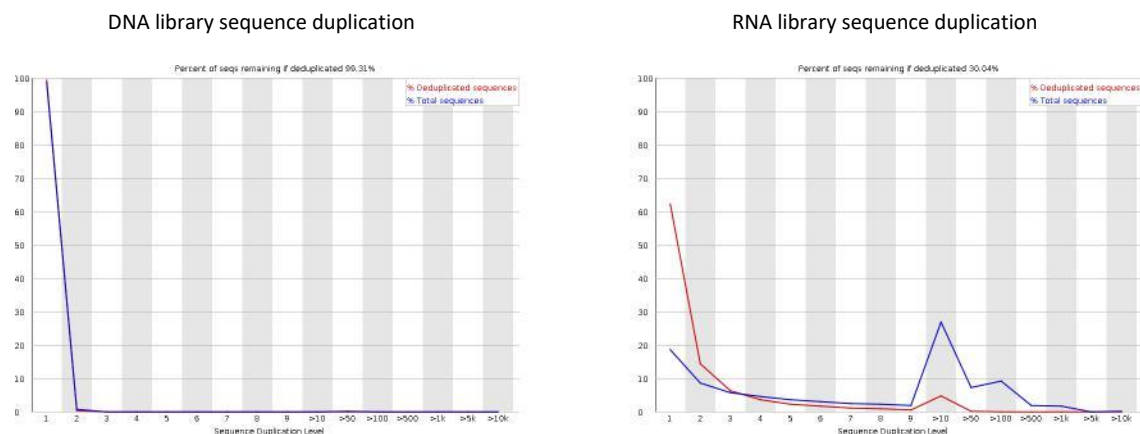 DNA library sequence duplication
RNA library sequence duplication
Percent of seqs remaining if deduplicated 99.31%
% Deduplicated sequences
% Total sequences
100
90
80
70
60
50
40
30
20
10
0
1 2 3 4 5 6 7 8 9 >10 >50 >100 >500 >1k >5k >10k
Sequence Duplication Level
Percent of seqs remaining if deduplicated 30.04%
% Deduplicated sequences
% Total sequences
100
90
80
70
60
50
40
30
20
10
0
1 2 3 4 5 6 7 8 9 >10 >50 >100 >500 >1k >5k >10k
Sequence Duplication Level